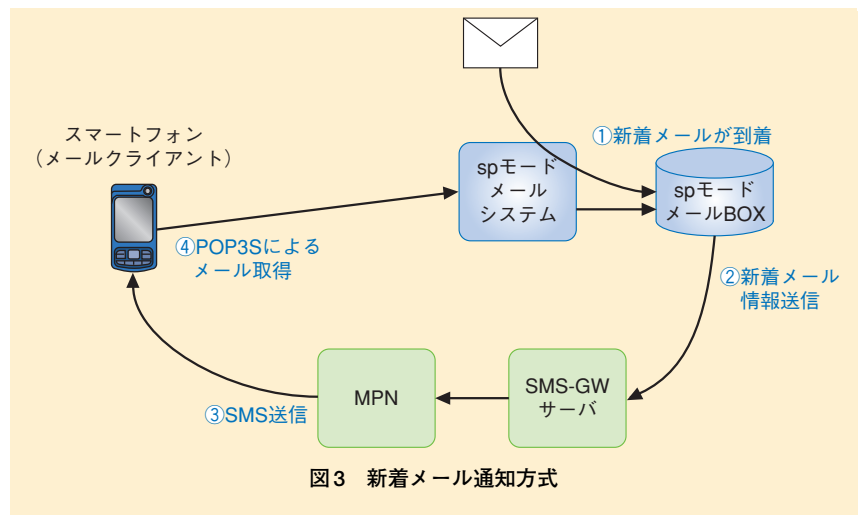 ①新着メールが到着
スマートフォン
（メールクライアント）
spモード
メール
システム
spモード
メールBOX
④POP3Sによる
メール取得
②新着メール
情報送信
MPN
SMS-GW
サーバ
③SMS送信
図3 新着メール通知方式